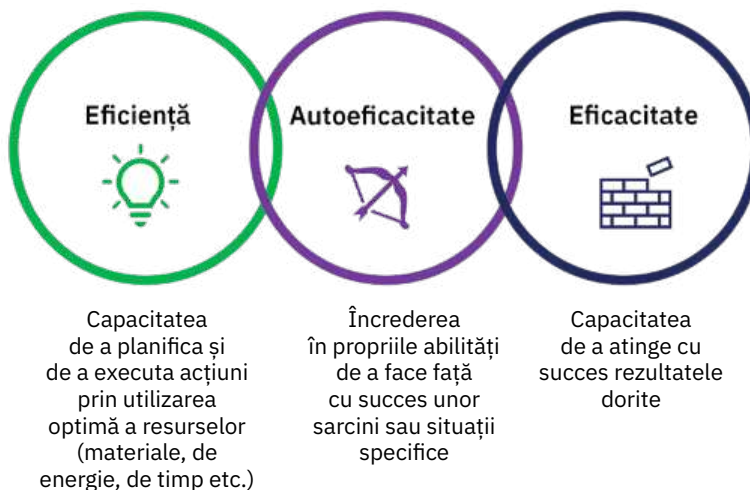 Eficiență
Autoeficacitate
Eficacitate
Capacitatea
de a planifica și
de a executa acțiuni
prin utilizarea
optimă a resurselor
(materiale, de
energie, de timp etc.)
Încrederea
în propriile abilități
de a face față
cu succes unor
sarcini sau situații
specifice
Capacitatea
de a atinge cu
succes rezultatele
dorite